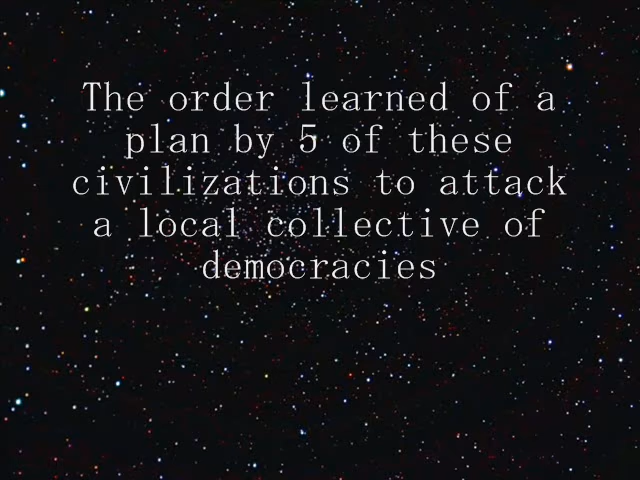 The order learned of a
plan by 5 of these
civilizations to attack
a local collective of
democracies